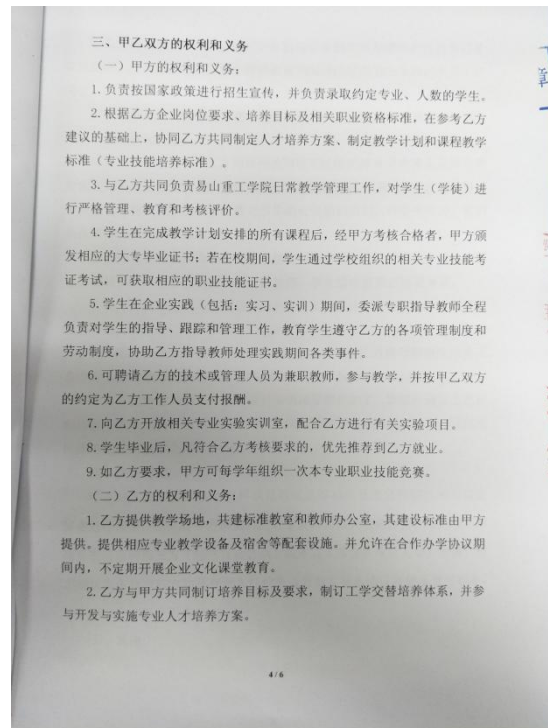 三、甲乙双方的权利和义务
（一）甲方的权利和义务：
1.负责按国家政策进行招生宣传，并负责录取约定专业、人数的学生。
2.根据乙方企业岗位要求、培养目标及相关职业资格标准，在参考乙方
建议的基础上，协同乙方共同制定人才培养方案、制定教学计划和课程教学
标准（专业技能培养标准）。
3.与乙方共同负责易山重工学院日常教学管理工作，对学生（学徒）进
行严格管理、教育和考核评价。
4.学生在完成教学计划安排的所有课程后，经甲方考核合格者，甲方颁
发相应的大专毕业证书；若在校期间，学生通过学校组织的相关专业技能考
证考试，可获取相应的职业技能证书。
5.学生在企业实践（包括：实习、实训）期间，委派专职指导教师全程
负责对学生的指导、跟踪和管理工作，教育学生遵守乙方的各项管理制度和
劳动制度，协助乙方指导教师处理实践期间各类事件。
6.可聘请乙方的技术或管理人员为兼职教师，参与教学，并按甲乙双方
的约定为乙方工作人员支付报酬。
7.向乙方开放相关专业实验实训室，配合乙方进行有关实验项目。
8.学生毕业后，凡符合乙方考核要求的，优先推荐到乙方就业。
9.如乙方要求，甲方可每学年组织一次本专业职业技能竞赛。
（二）乙方的权利和义务：
1.乙方提供教学场地，共建标准教室和教师办公室，其建设标准由甲方
提供。提供相应专业教学设备及宿舍等配套设施。并允许在合作办学协议期
间内，不定期开展企业文化课堂教育。
2.乙方与甲方共同制订培养目标及要求，制订工学交替培养体系，并参
与开发与实施专业人才培养方案。
4/6